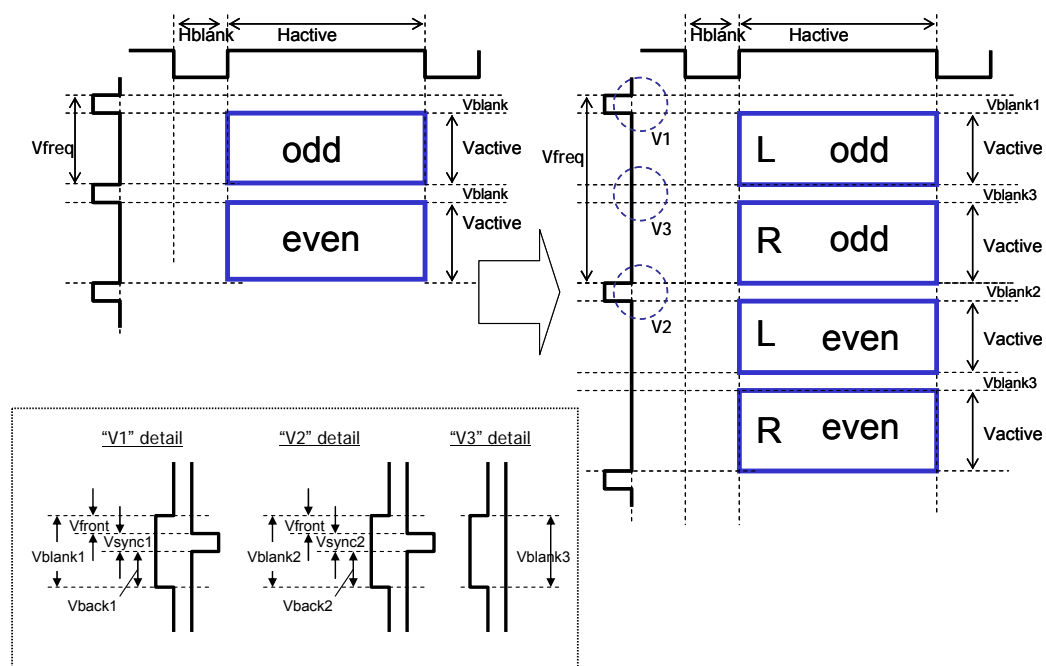 Hblank
Hactive
Vblank
Vfreq
odd
Vactive
Vblank
even
Vactive
Hblank
Hactive
Vblank1
V1
Vfreq
L odd
Vactive
Vblank3
V3
R odd
Vactive
Vblank2
V2
L even
Vactive
Vblank3
R even
Vactive
“V1” detail
Vfront
Vsync1
Vblank1
Vback1
“V2” detail
Vfront
Vsync2
Vblank2
Vback2
“V3” detail
Vblank3